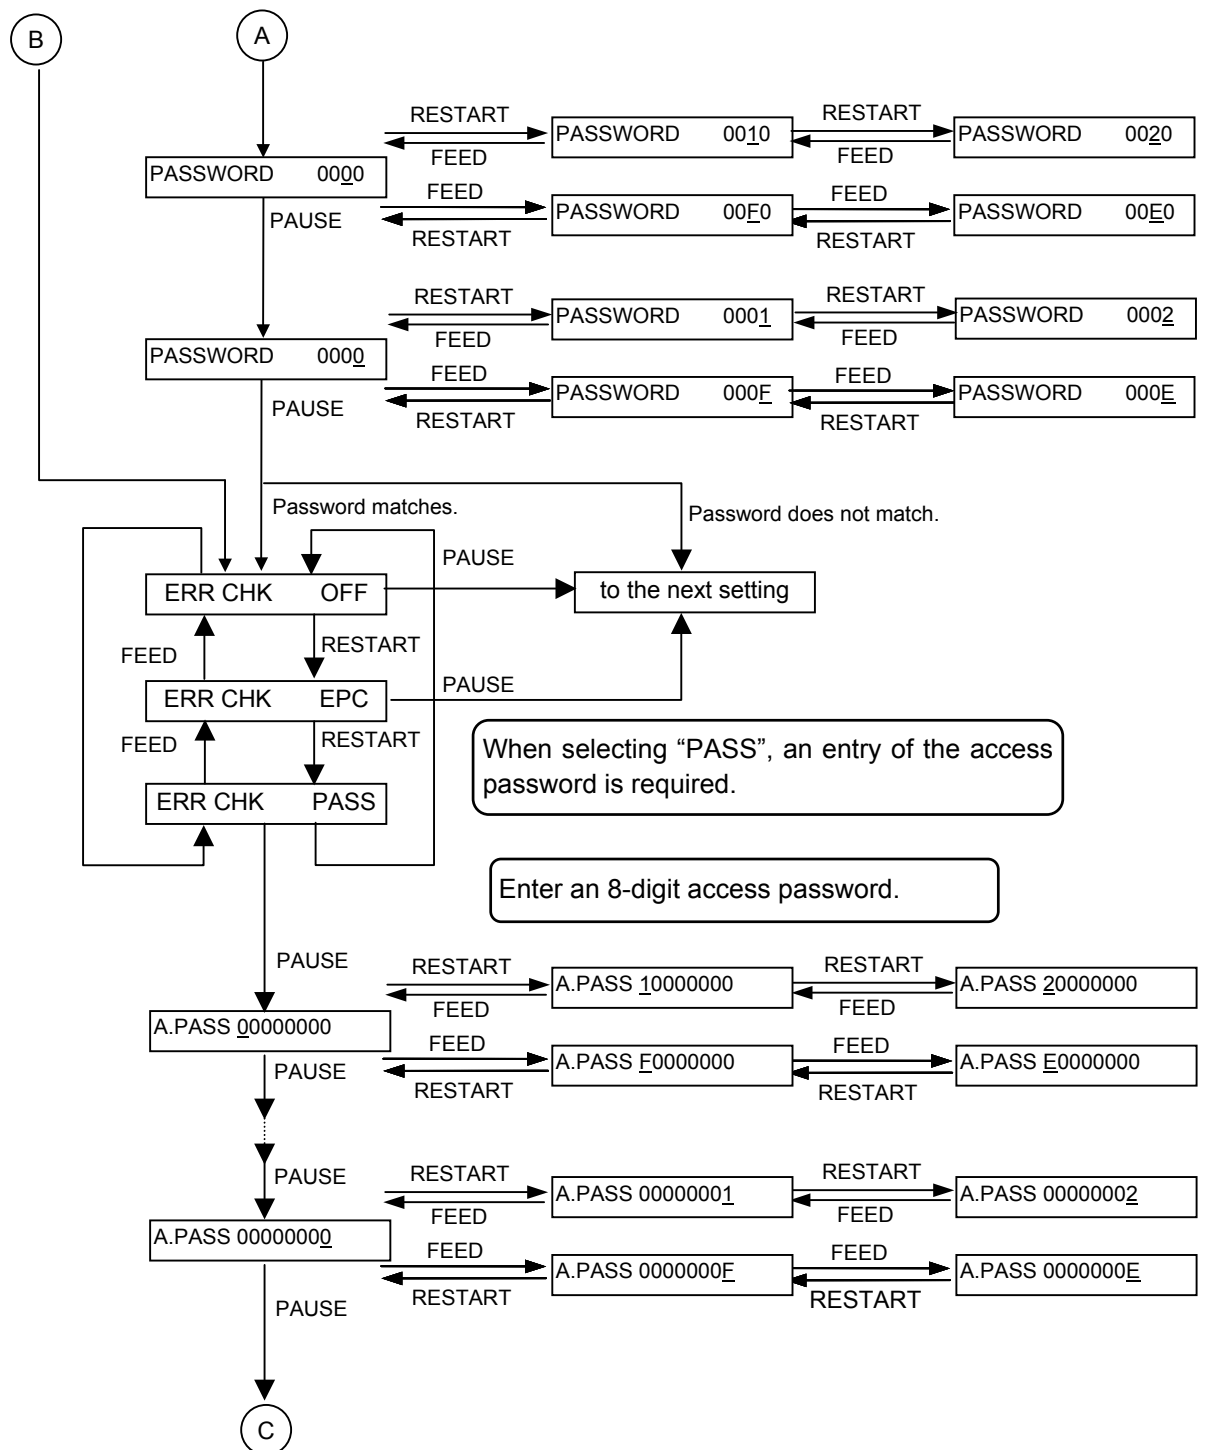 B
A
RESTART
RESTART
PASSWORD 0010
PASSWORD 0020
FEED
FEED
PASSWORD 0000
FEED
FEED
PAUSE
PASSWORD 00F0
PASSWORD 00E0
RESTART
RESTART
RESTART
RESTART
PASSWORD 0001
PASSWORD 0002
FEED
FEED
PASSWORD 0000
FEED
FEED
PAUSE
PASSWORD 000F
PASSWORD 000E
RESTART
RESTART
Password matches.
Password does not match.
PAUSE
ERR CHK OFF
to the next setting
FEED
RESTART
ERR CHK EPC
PAUSE
FEED
RESTART
When selecting “PASS”, an entry of the access
password is required.
ERR CHK PASS
Enter an 8-digit access password.
PAUSE
RESTART
RESTART
A.PASS 10000000
A.PASS 20000000
FEED
FEED
A.PASS 00000000
FEED
FEED
PAUSE
A.PASS F0000000
A.PASS E0000000
RESTART
RESTART
PAUSE
RESTART
RESTART
A.PASS 00000001
A.PASS 00000002
FEED
FEED
A.PASS 00000000
FEED
FEED
A.PASS 0000000F
A.PASS 0000000E
PAUSE
RESTART
RESTART
C